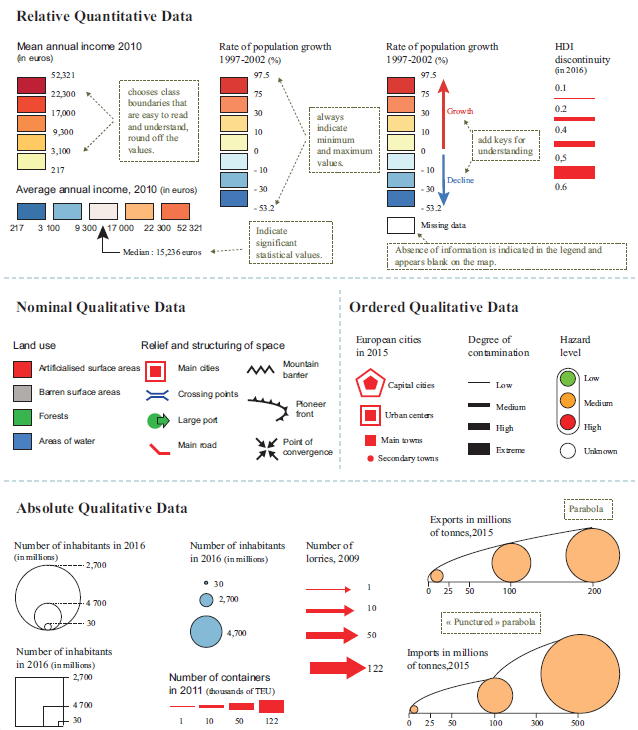 Relative Quantitative Data
Mean annual income 2010
(in euros)
52,321
22,300
17,000
9,300
3,100
217
chooses class
boundaries that
are easy to read
and understand,
round off the
values.
Average annual income, 2010 (in euros)
217 3 100 9 300 17 000 22 300 52 321
Median : 15,236 euros
Rate of population growth
1997-2002 (%)
97.5
75
30
10
0
- 10
- 30
- 53.2
always
indicate
minimum
and maximum
values.
Indicate
significant
statistical values.
Rate of population growth
1997-2002 (%)
97.5
75
30
10
0
- 10
- 30
- 53.2
Growth
Decline
Missing data
add keys for
understanding
Absence of information is indicated in the legend and
appears blank on the map.
HDI
discontinuity
(in 2016)
0.1
0.2
0.4
0,5
0.6
Nominal Qualitative Data
Land use
Artificialised surface areas
Barren surface areas
Forests
Areas of water
Relief and structuring of space
Main cities
Crossing points
Large port
Main road
Mountain
barrier
Pioneer
front
Point of
convergence
Ordered Qualitative Data
European cities
in 2015
Capital cities
Urban centers
Main towns
Secondary towns
Degree of
contamination
Low
Medium
High
Extreme
Hazard
level
Low
Medium
High
Unknown
Absolute Qualitative Data
Number of inhabitants in 2016
(in millions)
2,700
4 700
30
Number of inhabitants
in 2016 (in millions)
2,700
4 700
30
Number of inhabitants
in 2016 (in millions)
30
2,700
4,700
Number of containers
in 2011 (thousands of TEU)
1 10 50 122
Number of
lorries, 2009
1
10
50
122
Parabola
Exports in millions
of tonnes,2015
0 25 50 100 200
« Punctured » parabola
Imports in millions
of tonnes,2015
0 25 50 100 300 500